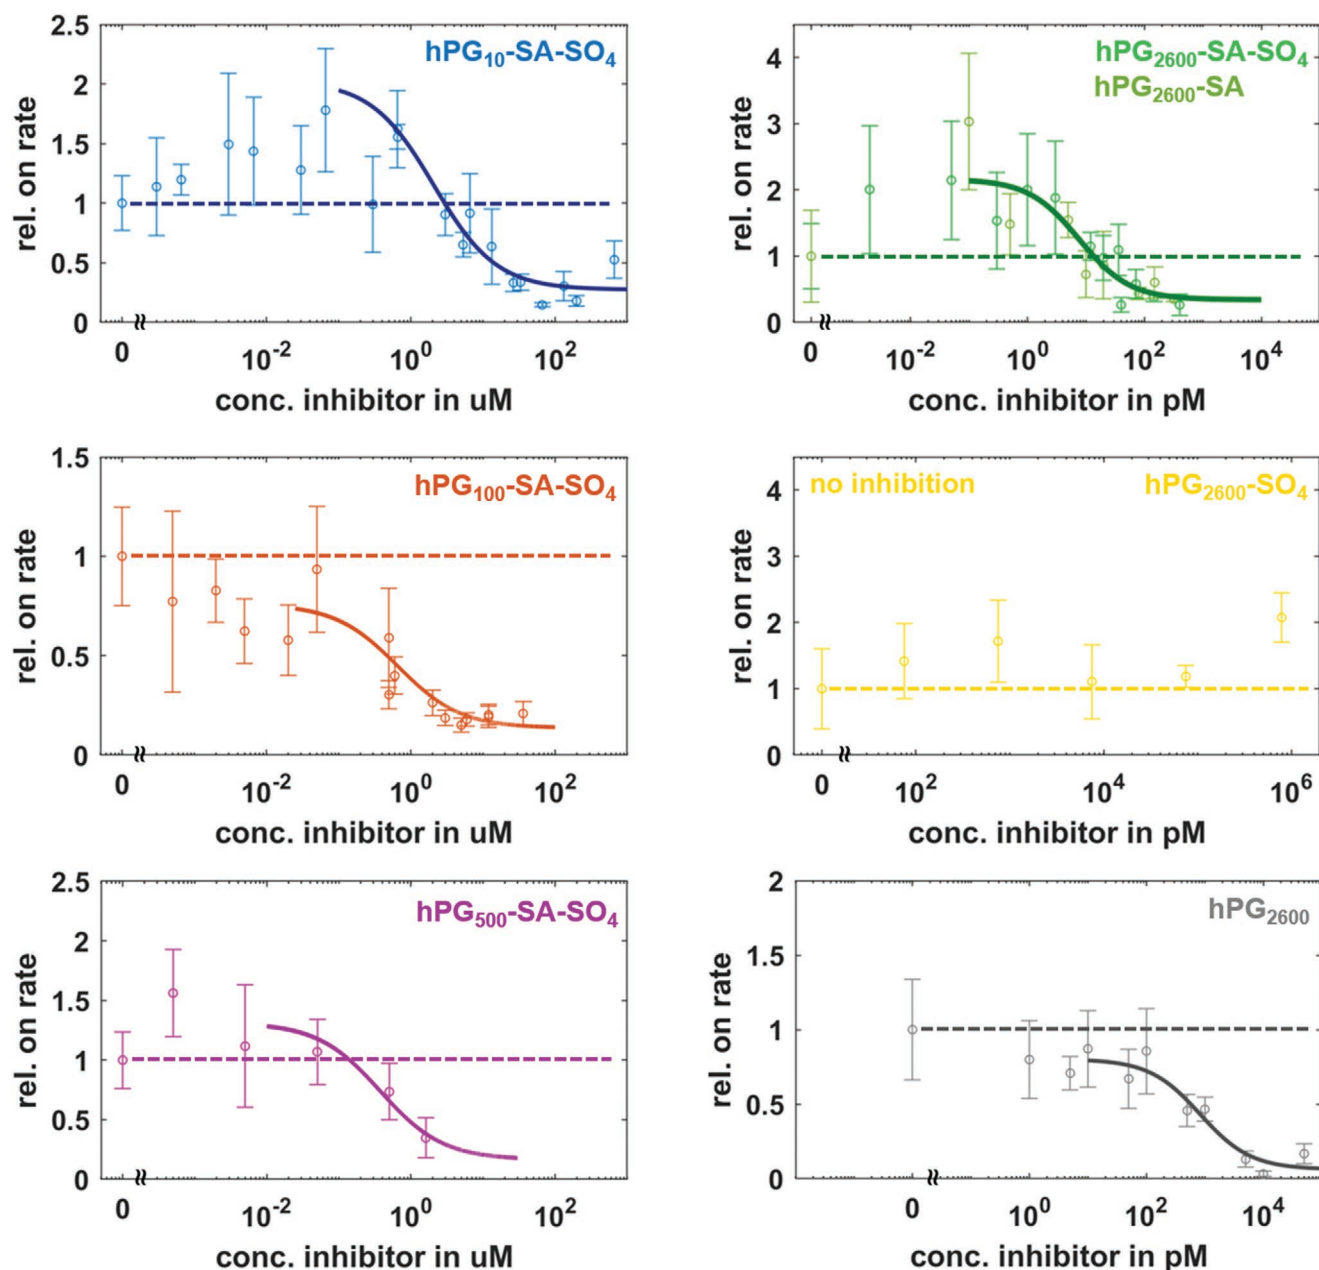 2.5
2
1.5
1
0.5
0
rel. on rate
hPG10-SA-SO4
0 10-2 100 102
conc. inhibitor in uM
4
3
2
1
0
rel. on rate
hPG2600-SA-SO4
hPG2600-SA
0 10-2 100 102 104
conc. inhibitor in pM
1.5
1
0.5
0
rel. on rate
hPG100-SA-SO4
0 10-2 100 102
conc. inhibitor in uM
4
3
2
1
0
rel. on rate
no inhibition hPG2600-SO4
0 102 104 106
conc. inhibitor in pM
2.5
2
1.5
1
0.5
0
rel. on rate
hPG500-SA-SO4
0 10-2 100 102
conc. inhibitor in uM
2
1.5
1
0.5
0
rel. on rate
hPG2600
0 100 102 104
conc. inhibitor in pM